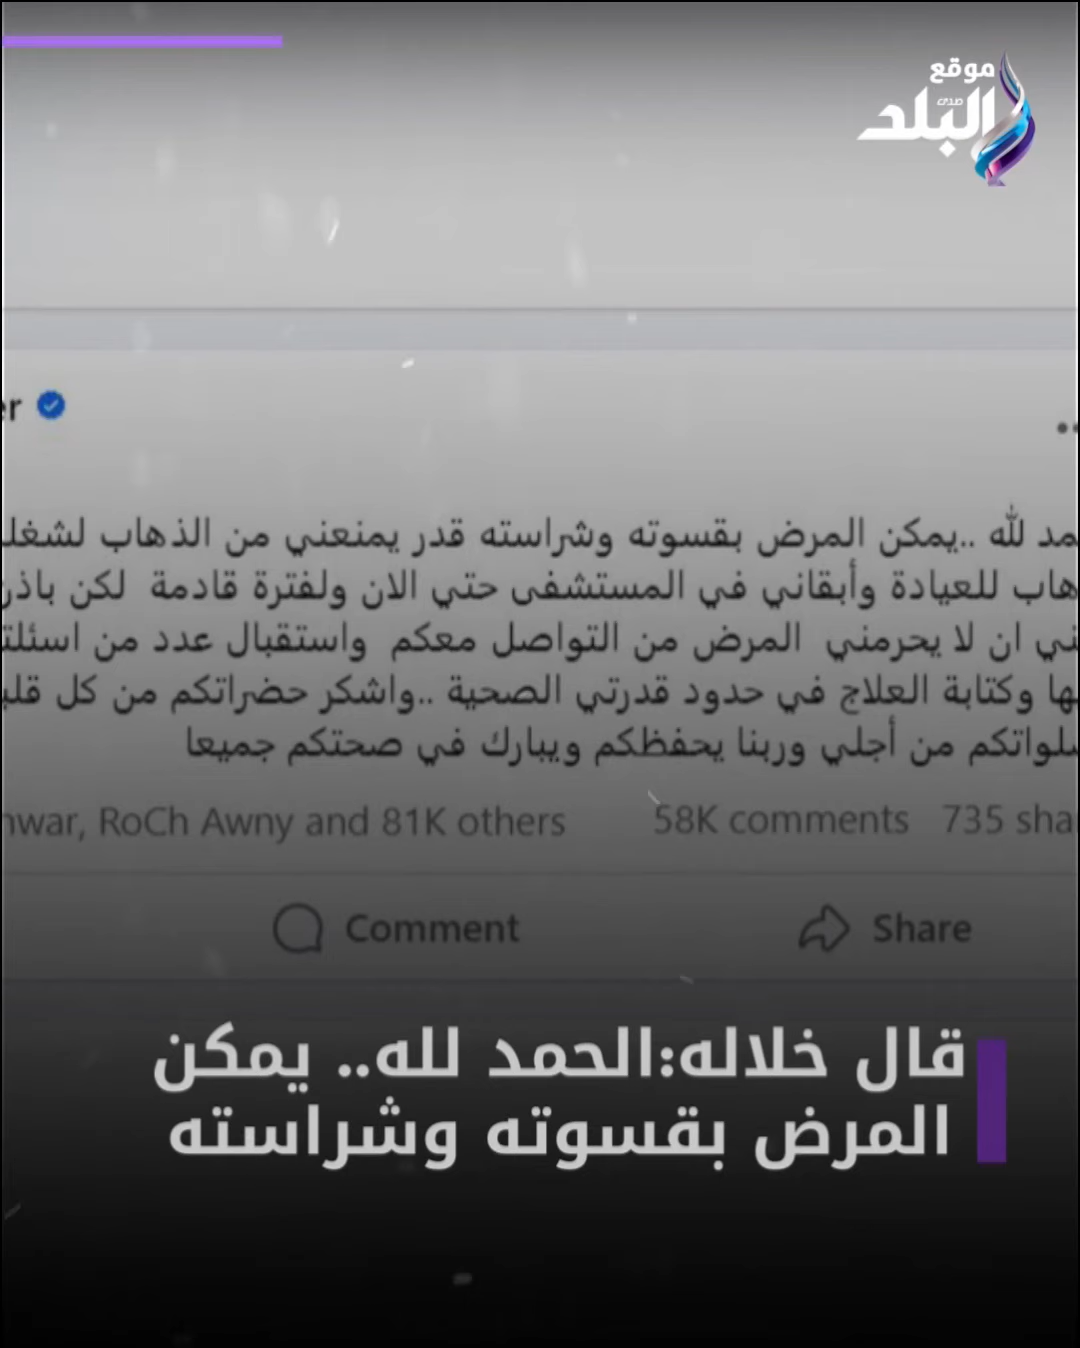 موقع
صدى
البلد
er
مد لله ..يمكن المرض بقسوته وشراسته قدر يمنعني من الذهاب لشغل
هاب للعيادة وأبقاني في المستشفى حتي الان ولفترة قادمة لكن باذن
ني ان لا يحرمني المرض من التواصل معكم واستقبال عدد من اسئلت
ها وكتابة العلاج في حدود قدرتي الصحية ..واشكر حضراتكم من كل قلب
صلواتكم من أجلي وربنا يحفظكم ويبارك في صحتكم جميعا
nwar, RoCh Awny and 81K others 58K comments 735 sha
Comment Share
قال خلاله:الحمد لله.. يمكن
المرض بقسوته وشراسته